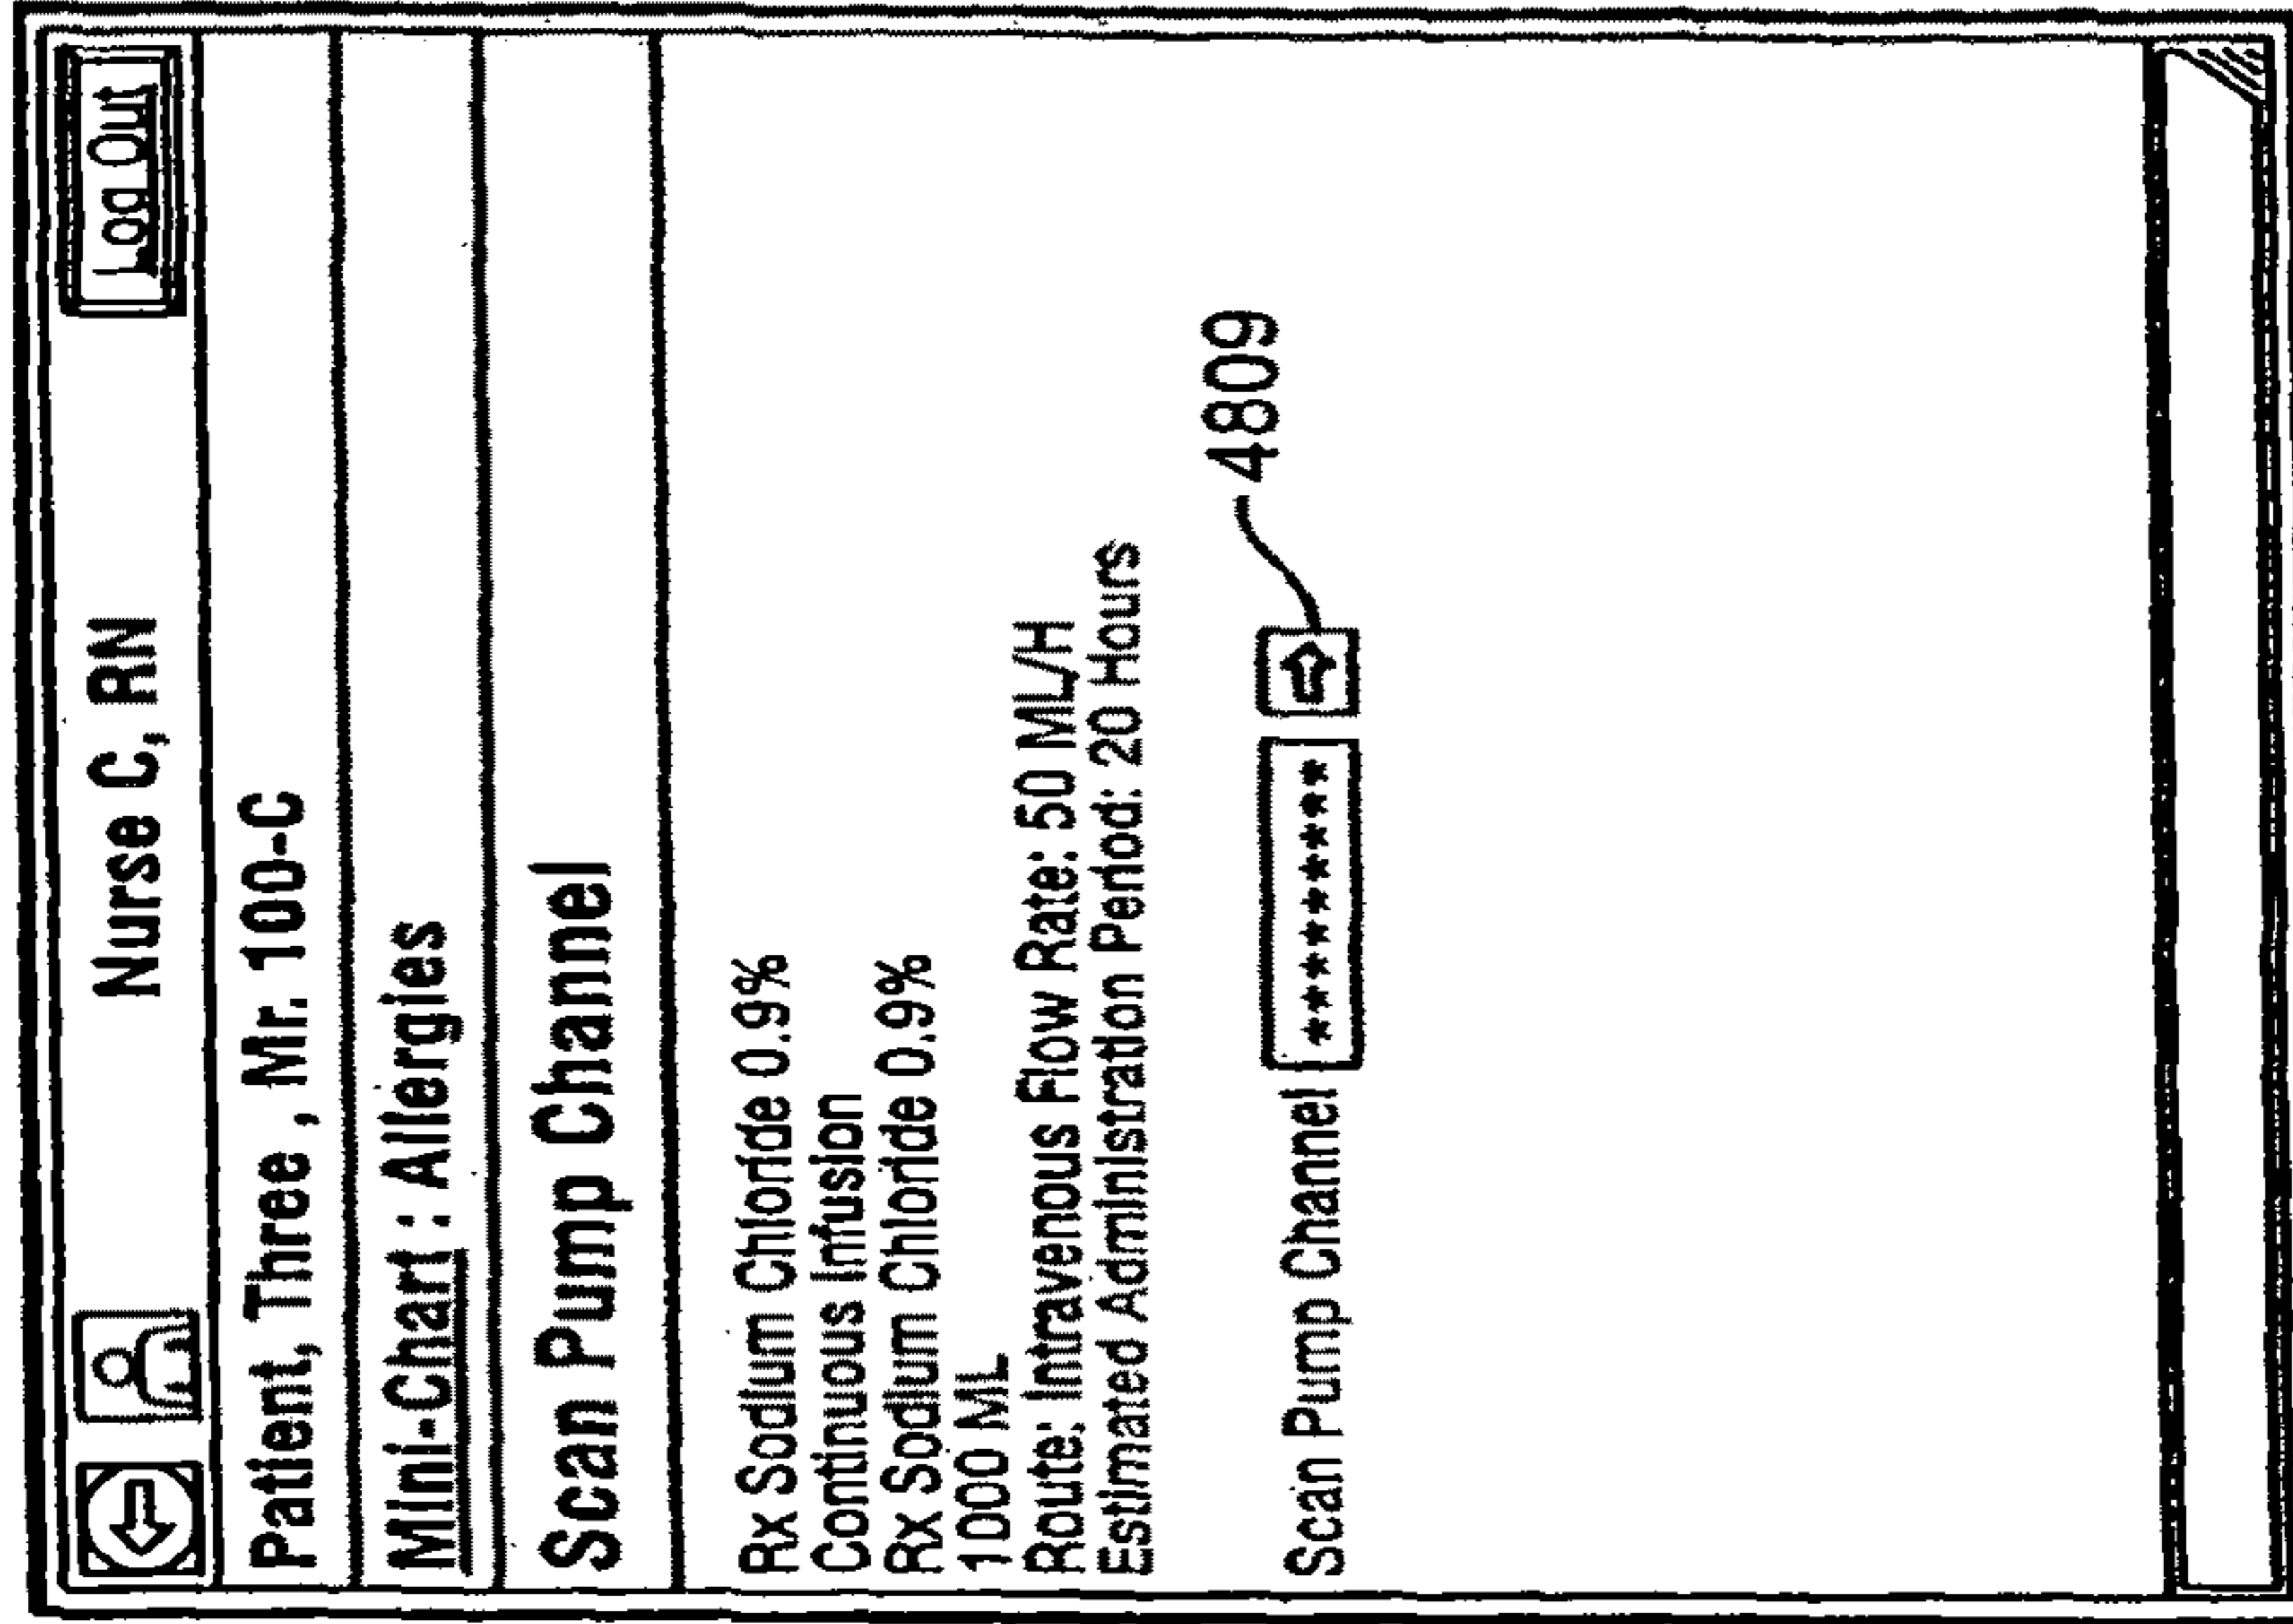 Nurse C, RN Log Out
Patient, Three , Mr. 100-C
Mini-Chart : Allergies
Scan Pump Channel
Rx Sodium Chloride 0.9%
Continuous Infusion
Rx Sodium Chloride 0.9%
1000 ML
Route: Intravenous Flow Rate: 50 ML/H
Estimated Administration Period: 20 Hours
4809
Scan Pump Channel *********